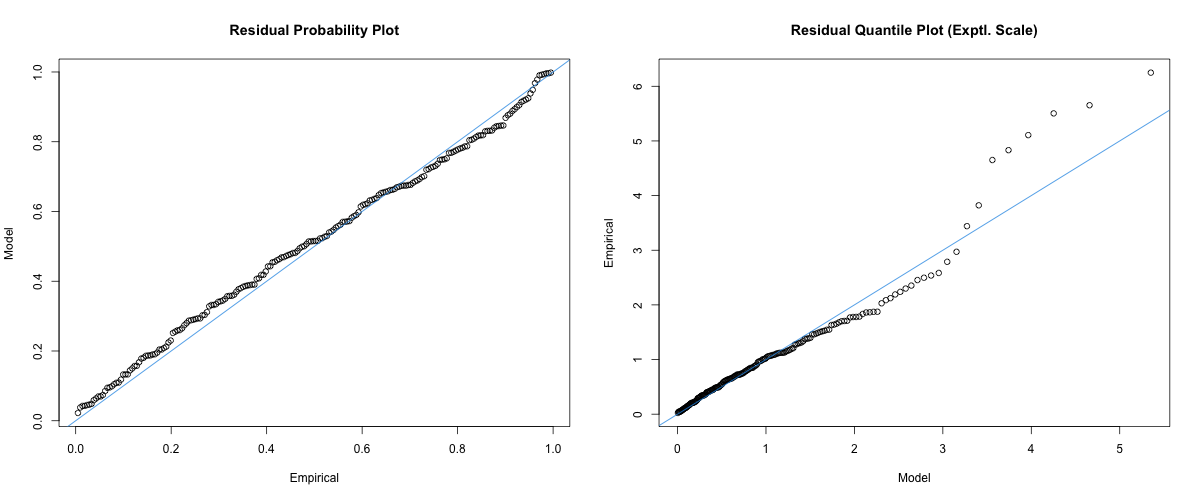 Residual Probability Plot
Model
0.0
0.2
0.4
0.6
0.8
1.0
0.0 0.2 0.4 0.6 0.8 1.0
Empirical
Residual Quantile Plot (Exptl. Scale)
Empirical
0
1
2
3
4
5
6
0 1 2 3 4 5
Model